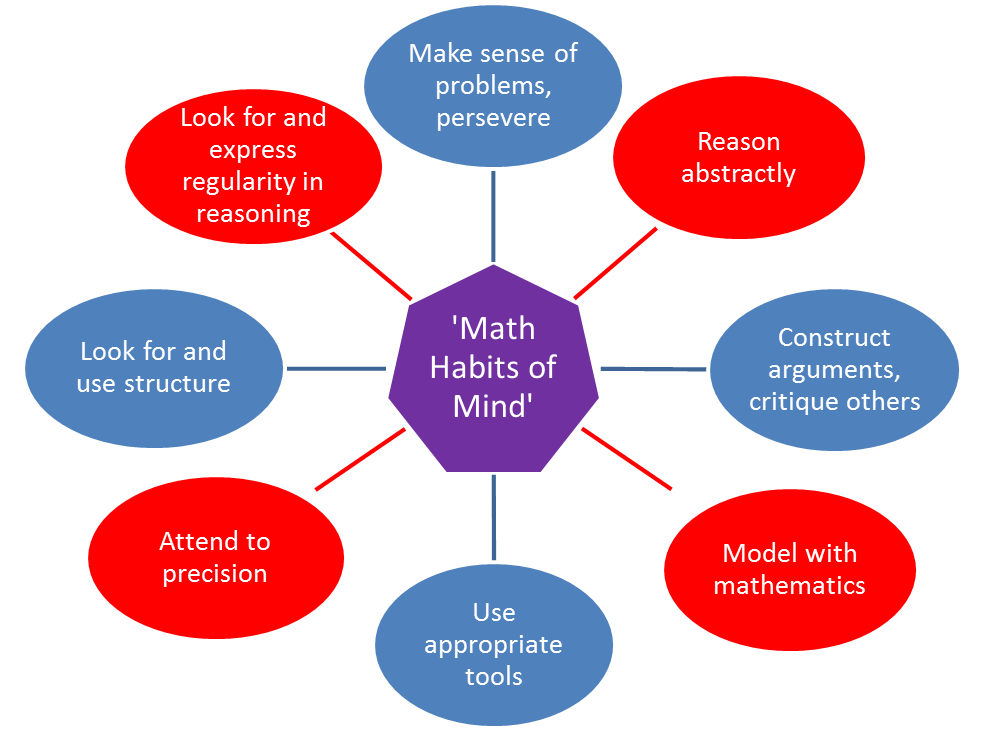 Make sense of
problems,
persevere
Reason
abstractly
Construct
arguments,
critique others
Model with
mathematics
Use
appropriate
tools
Attend to
precision
Look for and
use structure
Look for and
express
regularity in
reasoning
'Math
Habits of
Mind'